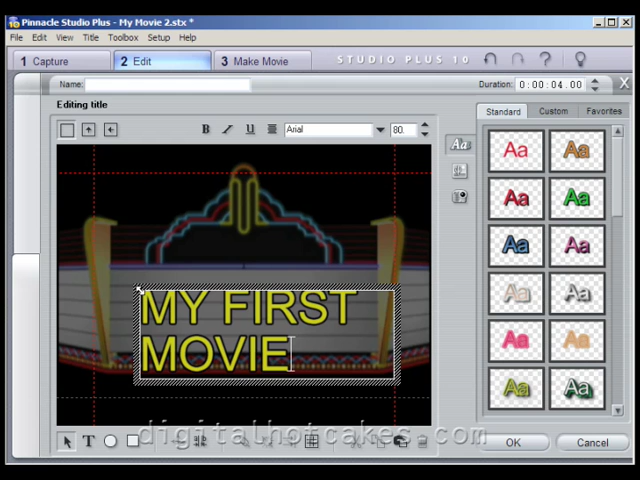 Pinnacle Studio Plus - My Movie 2.stx *
File Edit View Title Toolbox Setup Help
1 Capture 2 Edit 3 Make Movie STUDIO PLUS 10
Name: Duration: 0:00:04.00
Editing title
Standard Custom Favorites
B I U Arial 80.
Aa
Aa Aa
Aa Aa
Aa Aa
Aa Aa
Aa Aa
Aa Aa
MY FIRST
MOVIE
T
digitalhotcakes.com
OK Cancel